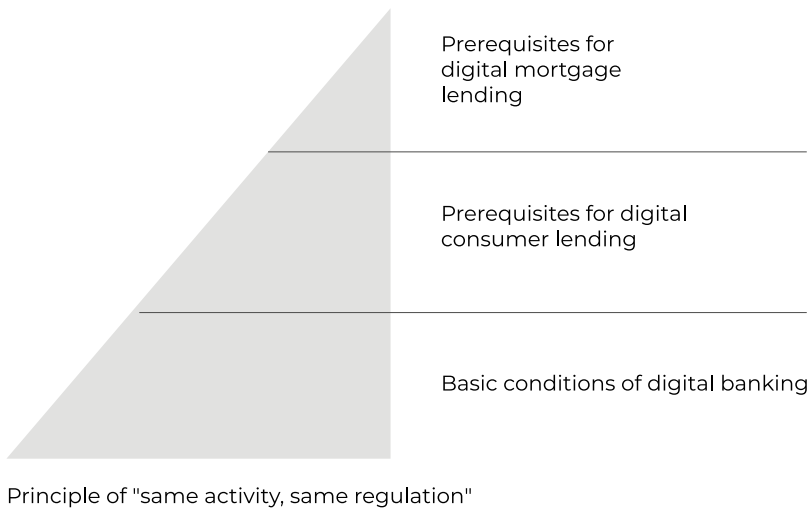 Prerequisites for
digital mortgage
lending
Prerequisites for digital
consumer lending
Basic conditions of digital banking
Principle of "same activity, same regulation"